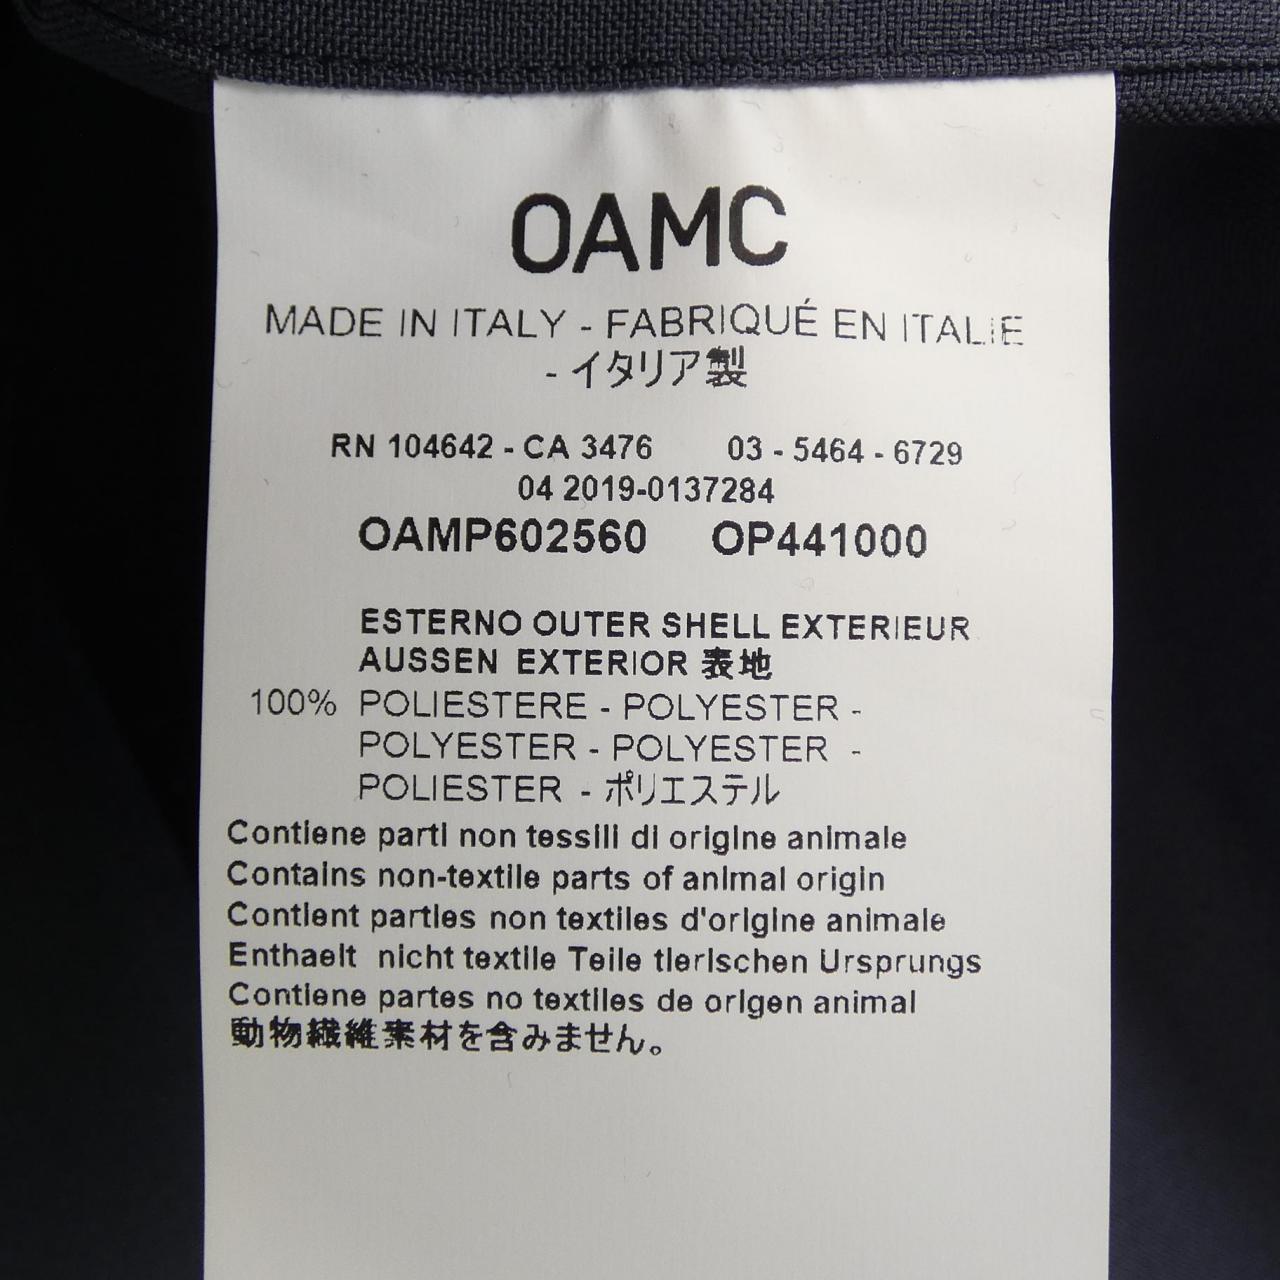 OAMC
MADE IN ITALY - FABRIQUÉ EN ITALIE
- イタリア製
RN 104642 - CA 3476 03 - 5464 - 6729
04 2019-0137284
OAMP602560 OP441000
ESTERNO OUTER SHELL EXTERIEUR
AUSSEN EXTERIOR 表地
100% POLIESTERE - POLYESTER -
POLYESTER - POLYESTER -
POLIESTER - ポリエステル
Contiene parti non tessili di origine animale
Contains non-textile parts of animal origin
Contient parties non textiles d'origine animale
Enthaelt nicht textile Teile tierischen Ursprungs
Contiene partes no textiles de origen animal
動物繊維素材を含みません。